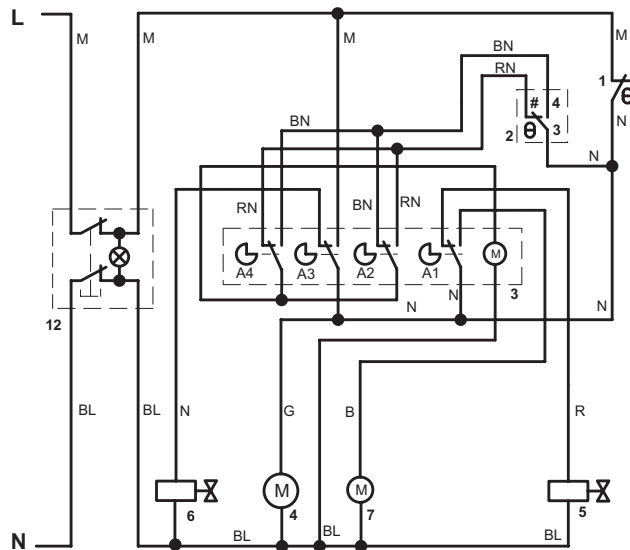 L
M M M M
BN
RN
1 θ
# 4
2 θ 3
BN
N
N
RN BN RN
A4 A3 A2 A1 M
N 3
12
N N
BL BL N G B R
M M
6 4 7 5
BL BL BL
N